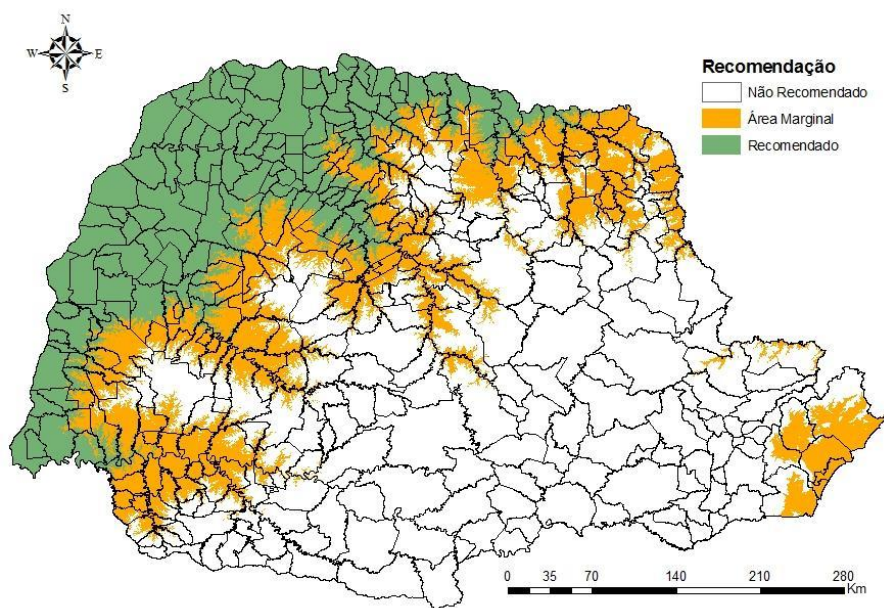 N
W E
S
Recomendação
Não Recomendado
Área Marginal
Recomendado
0 35 70 140 210 280
Km